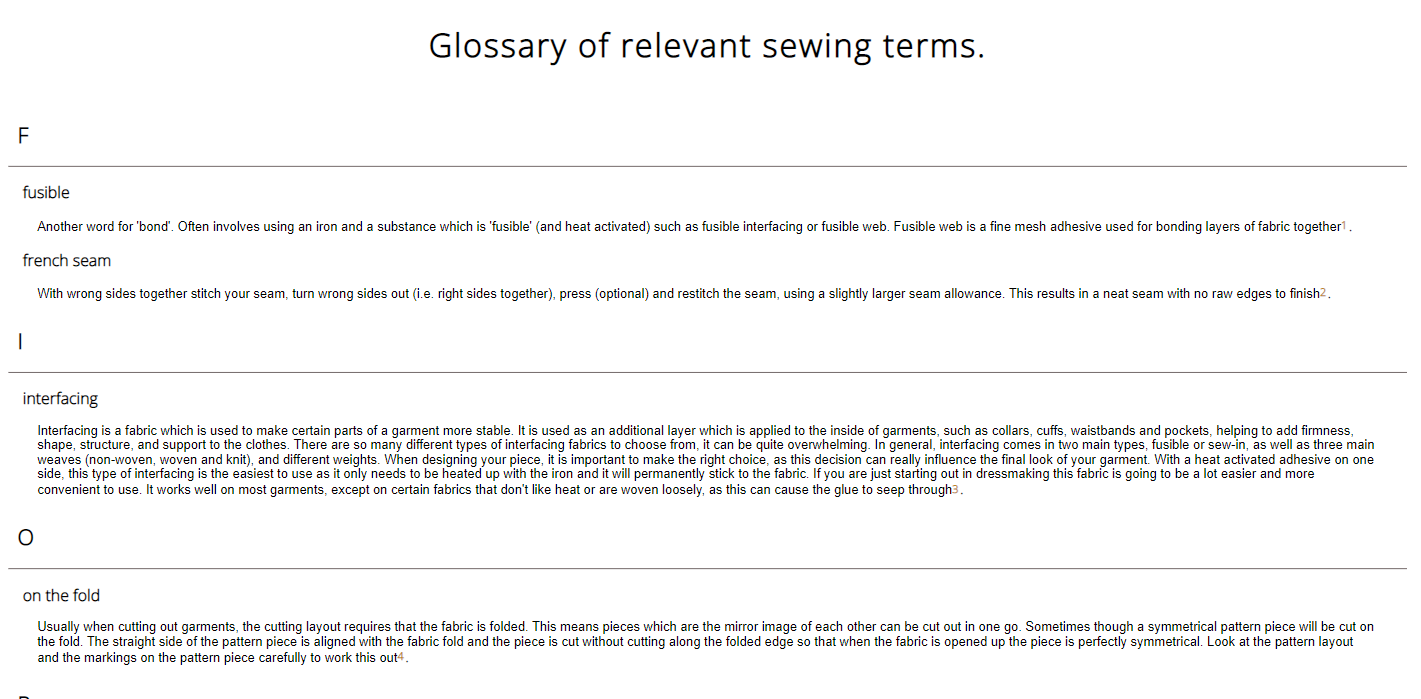 Glossary of relevant sewing terms.
F
fusible
Another word for 'bond'. Often involves using an iron and a substance which is 'fusible' (and heat activated) such as fusible interfacing or fusible web. Fusible web is a fine mesh adhesive used for bonding layers of fabric together1 .
french seam
With wrong sides together stitch your seam, turn wrong sides out (i.e. right sides together), press (optional) and restitch the seam, using a slightly larger seam allowance. This results in a neat seam with no raw edges to finish2.
I
interfacing
Interfacing is a fabric which is used to make certain parts of a garment more stable. It is used as an additional layer which is applied to the inside of garments, such as collars, cuffs, waistbands and pockets, helping to add firmness,
shape, structure, and support to the clothes. There are so many different types of interfacing fabrics to choose from, it can be quite overwhelming. In general, interfacing comes in two main types, fusible or sew-in, as well as three main
weaves (non-woven, woven and knit), and different weights. When designing your piece, it is important to make the right choice, as this decision can really influence the final look of your garment. With a heat activated adhesive on one
side, this type of interfacing is the easiest to use as it only needs to be heated up with the iron and it will permanently stick to the fabric. If you are just starting out in dressmaking this fabric is going to be a lot easier and more
convenient to use. It works well on most garments, except on certain fabrics that don't like heat or are woven loosely, as this can cause the glue to seep through3.
O
on the fold
Usually when cutting out garments, the cutting layout requires that the fabric is folded. This means pieces which are the mirror image of each other can be cut out in one go. Sometimes though a symmetrical pattern piece will be cut on
the fold. The straight side of the pattern piece is aligned with the fabric fold and the piece is cut without cutting along the folded edge so that when the fabric is opened up the piece is perfectly symmetrical. Look at the pattern layout
and the markings on the pattern piece carefully to work this out4.